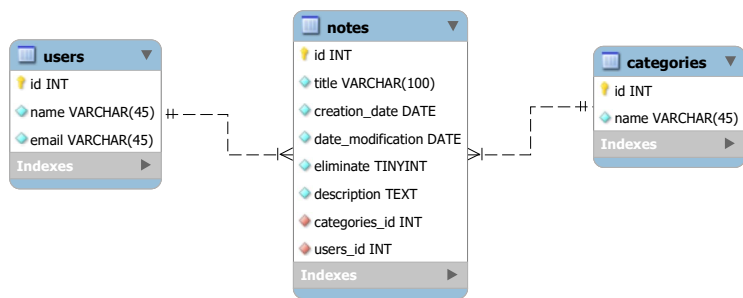 users
id INT
name VARCHAR(45)
email VARCHAR(45)
Indexes
notes
id INT
title VARCHAR(100)
creation_date DATE
date_modification DATE
eliminate TINYINT
description TEXT
categories_id INT
users_id INT
Indexes
categories
id INT
name VARCHAR(45)
Indexes